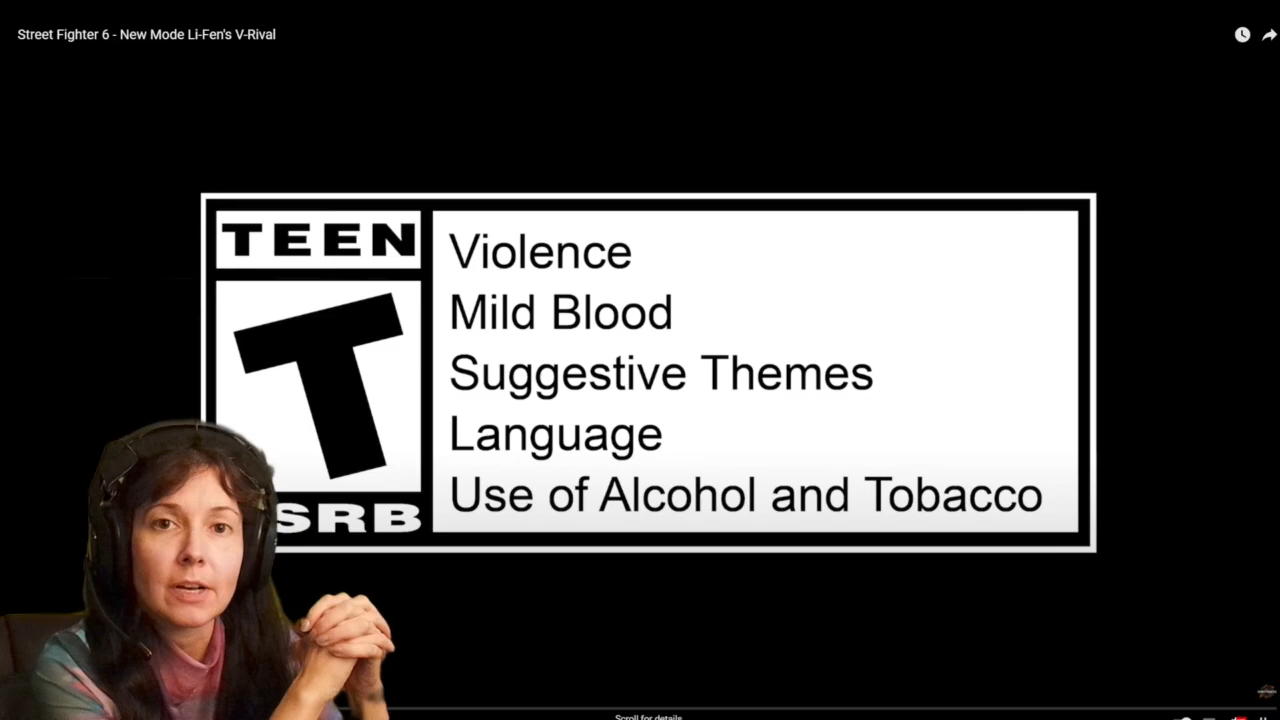 Street Fighter 6 - New Mode Li-Fen's V-Rival
TEEN
T
SRB
Violence
Mild Blood
Suggestive Themes
Language
Use of Alcohol and Tobacco
Scroll for details